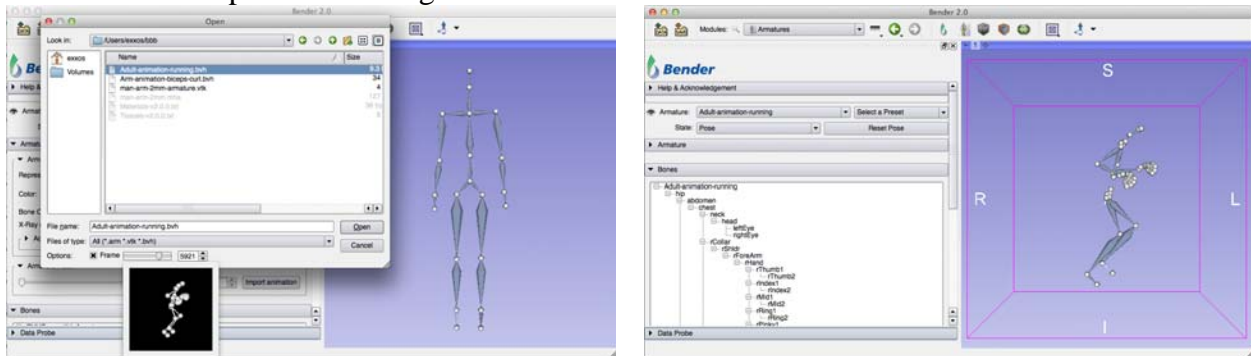 Bender 2.0
Open
Look in:
/Users/exxos/bbb
exxos
Volumes
Name
Size
Adult-animation-running.bvh
Arm-animation-biceps-curl.bvh
34
man-arm-2mm-armature.vtk
4
File name:
Adult-animation-running.bvh
Open
Files of type:
All (*.arm *.vtk *.bvh)
Cancel
Options:
Frame
5921
Import animation
Bones
Data Probe
Bender 2.0
Modules:
Armatures
Bender
Help & Acknowledgement
Armature:
Adult-animation-running
Select a Preset
State:
Pose
Reset Pose
Armature
Bones
Adult-animation-running
hip
abdomen
chest
neck
head
leftEye
rightEye
rCollar
rShldr
rForeArm
rHand
rThumb1
rThumb2
rIndex1
rIndex2
rMid1
rMid2
rRing1
rRing2
rPinky1
Data Probe
S
R
L
I